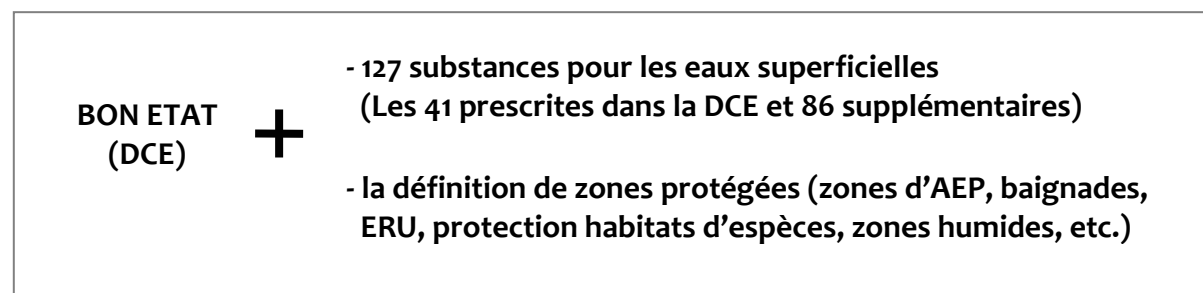 BON ETAT
(DCE)
+
- 127 substances pour les eaux superficielles
(Les 41 prescrites dans la DCE et 86 supplémentaires)
- la définition de zones protégées (zones d’AEP, baignades,
ERU, protection habitats d’espèces, zones humides, etc.)